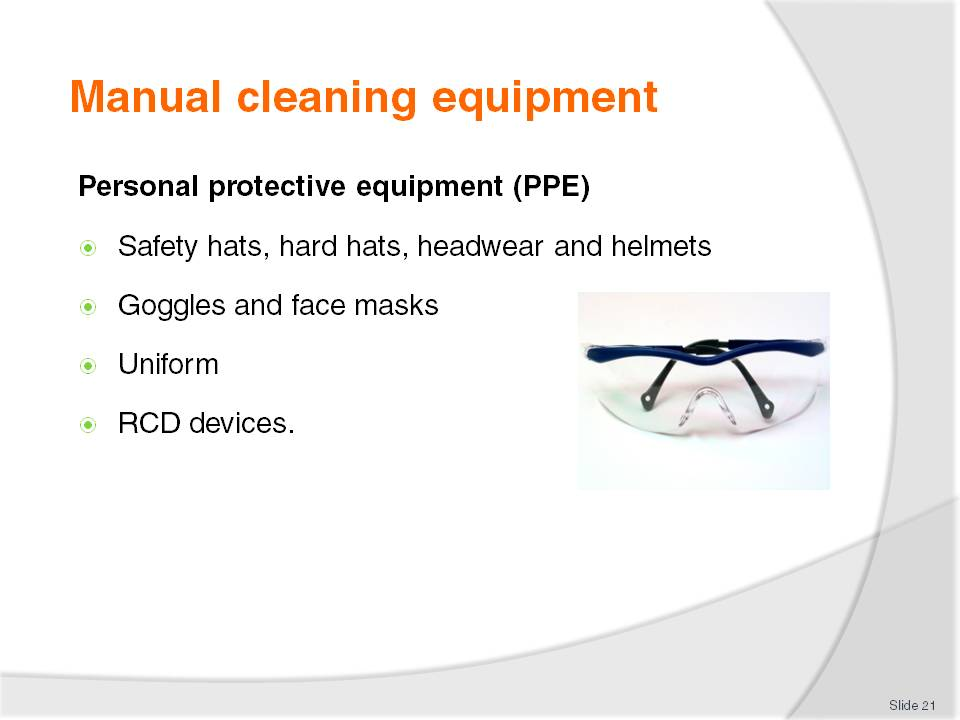 Manual cleaning equipment
Personal protective equipment (PPE)
Safety hats, hard hats, headwear and helmets
Goggles and face masks
Uniform
RCD devices.
Slide 21